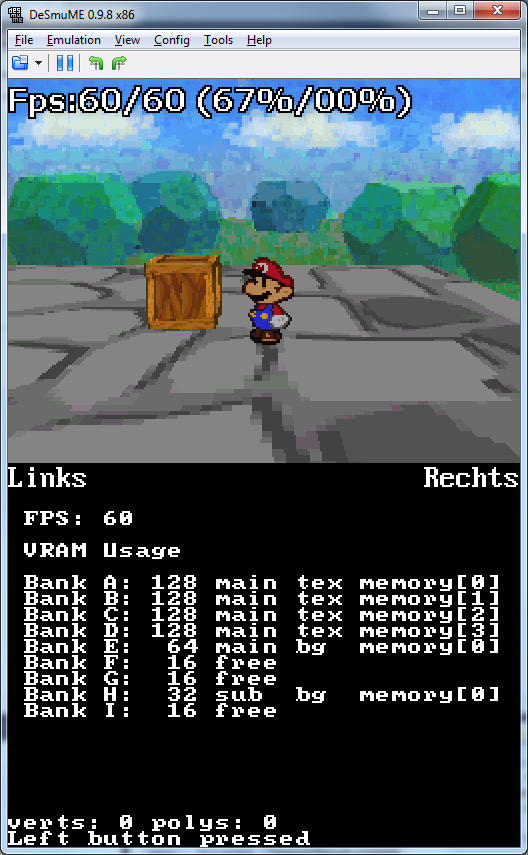 DeSmuME 0.9.8 x86
File Emulation View Config Tools Help
Fps:60/60 (67%/00%)
Links Rechts
FPS: 60
VRAM Usage
Bank A: 128 main tex memory[0]
Bank B: 128 main tex memory[1]
Bank C: 128 main tex memory[2]
Bank D: 128 main tex memory[3]
Bank E: 64 main bg memory[0]
Bank F: 16 free
Bank G: 16 free
Bank H: 32 sub bg memory[0]
Bank I: 16 free
verts: 0 polys: 0
Left button pressed